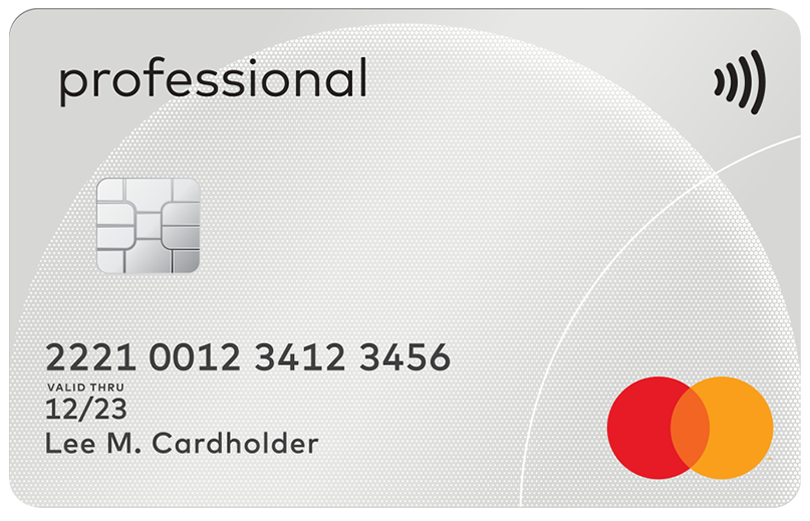 professional
2221 0012 3412 3456
VALID THRU
12/23
Lee M. Cardholder